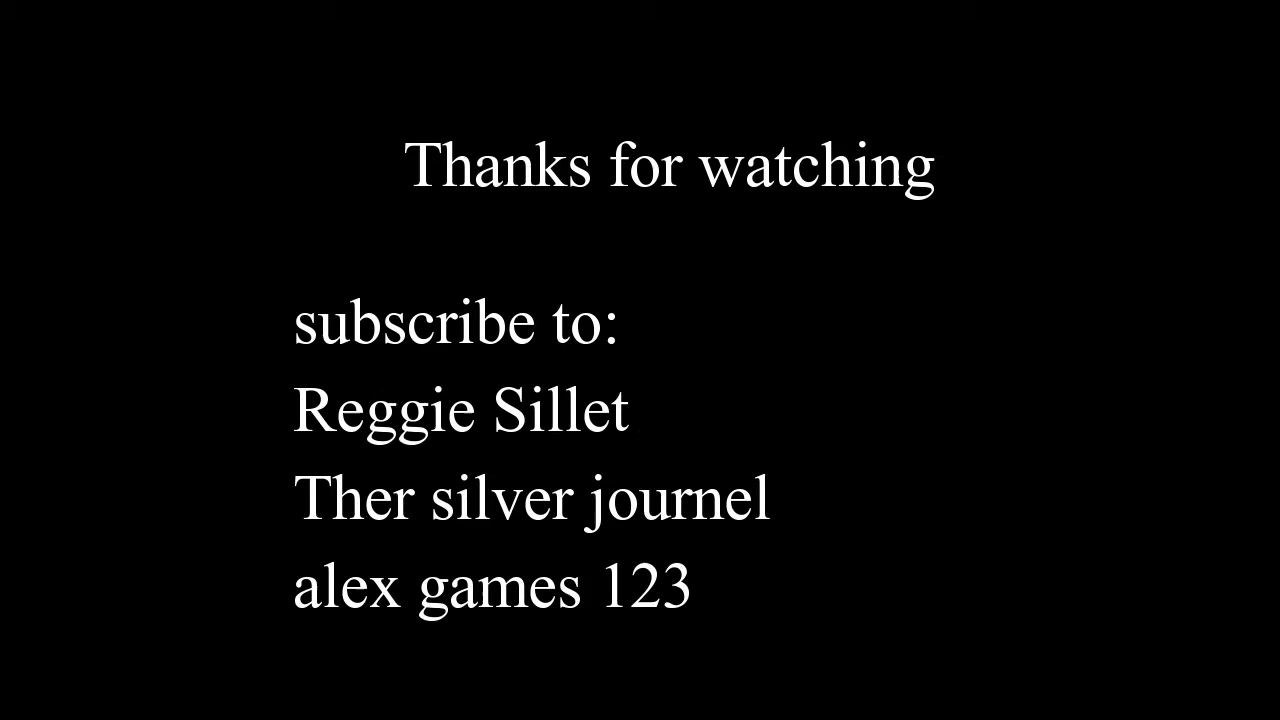 Thanks for watching
subscribe to:
Reggie Sillet
Ther silver journel
alex games 123